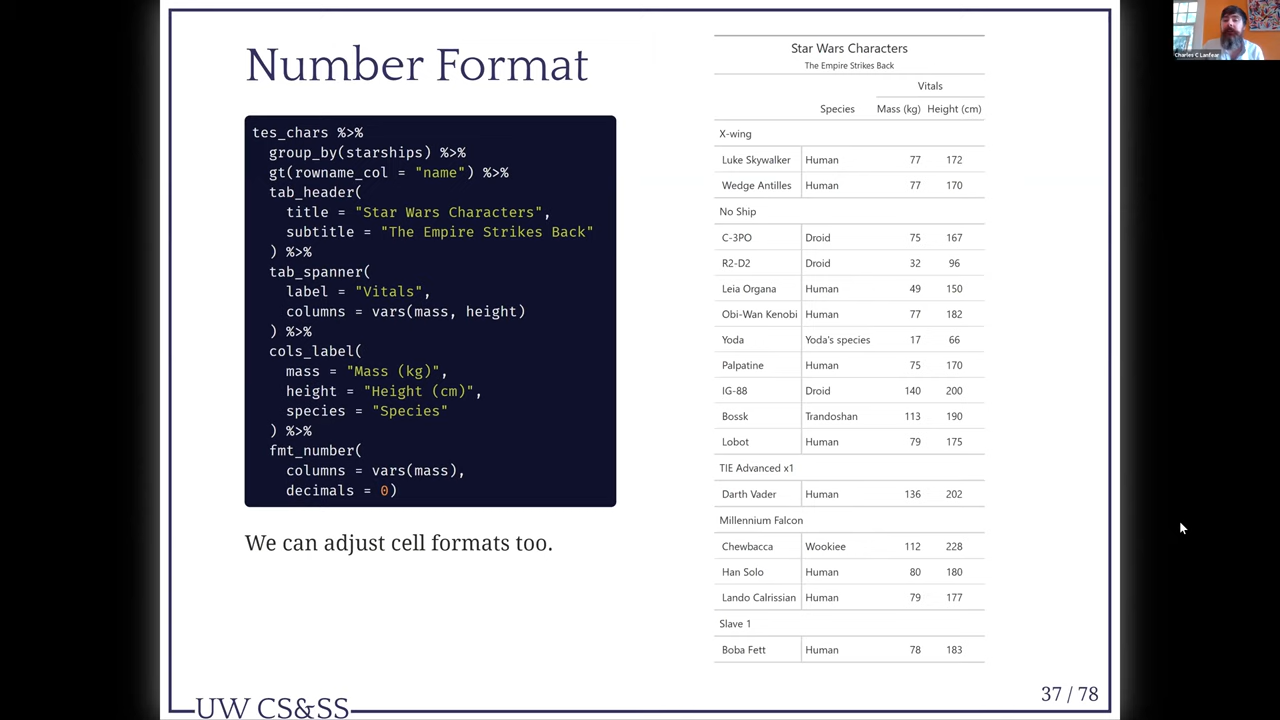 Number Format
tes_chars %>%
group_by(starships) %>%
gt(rowname_col = "name") %>%
tab_header(
title = "Star Wars Characters",
subtitle = "The Empire Strikes Back"
) %>%
tab_spanner(
label = "Vitals",
columns = vars(mass, height)
) %>%
cols_label(
mass = "Mass (kg)",
height = "Height (cm)",
species = "Species"
) %>%
fmt_number(
columns = vars(mass),
decimals = 0)
We can adjust cell formats too.
Star Wars Characters
The Empire Strikes Back
Vitals
Species Mass (kg) Height (cm)
X-wing
Luke Skywalker Human 77 172
Wedge Antilles Human 77 170
No Ship
C-3PO Droid 75 167
R2-D2 Droid 32 96
Leia Organa Human 49 150
Obi-Wan Kenobi Human 77 182
Yoda Yoda's species 17 66
Palpatine Human 75 170
IG-88 Droid 140 200
Bossk Trandoshan 113 190
Lobot Human 79 175
TIE Advanced x1
Darth Vader Human 136 202
Millennium Falcon
Chewbacca Wookiee 112 228
Han Solo Human 80 180
Lando Calrissian Human 79 177
Slave 1
Boba Fett Human 78 183
UW CS&SS
37 / 78
Charles C Lanfear